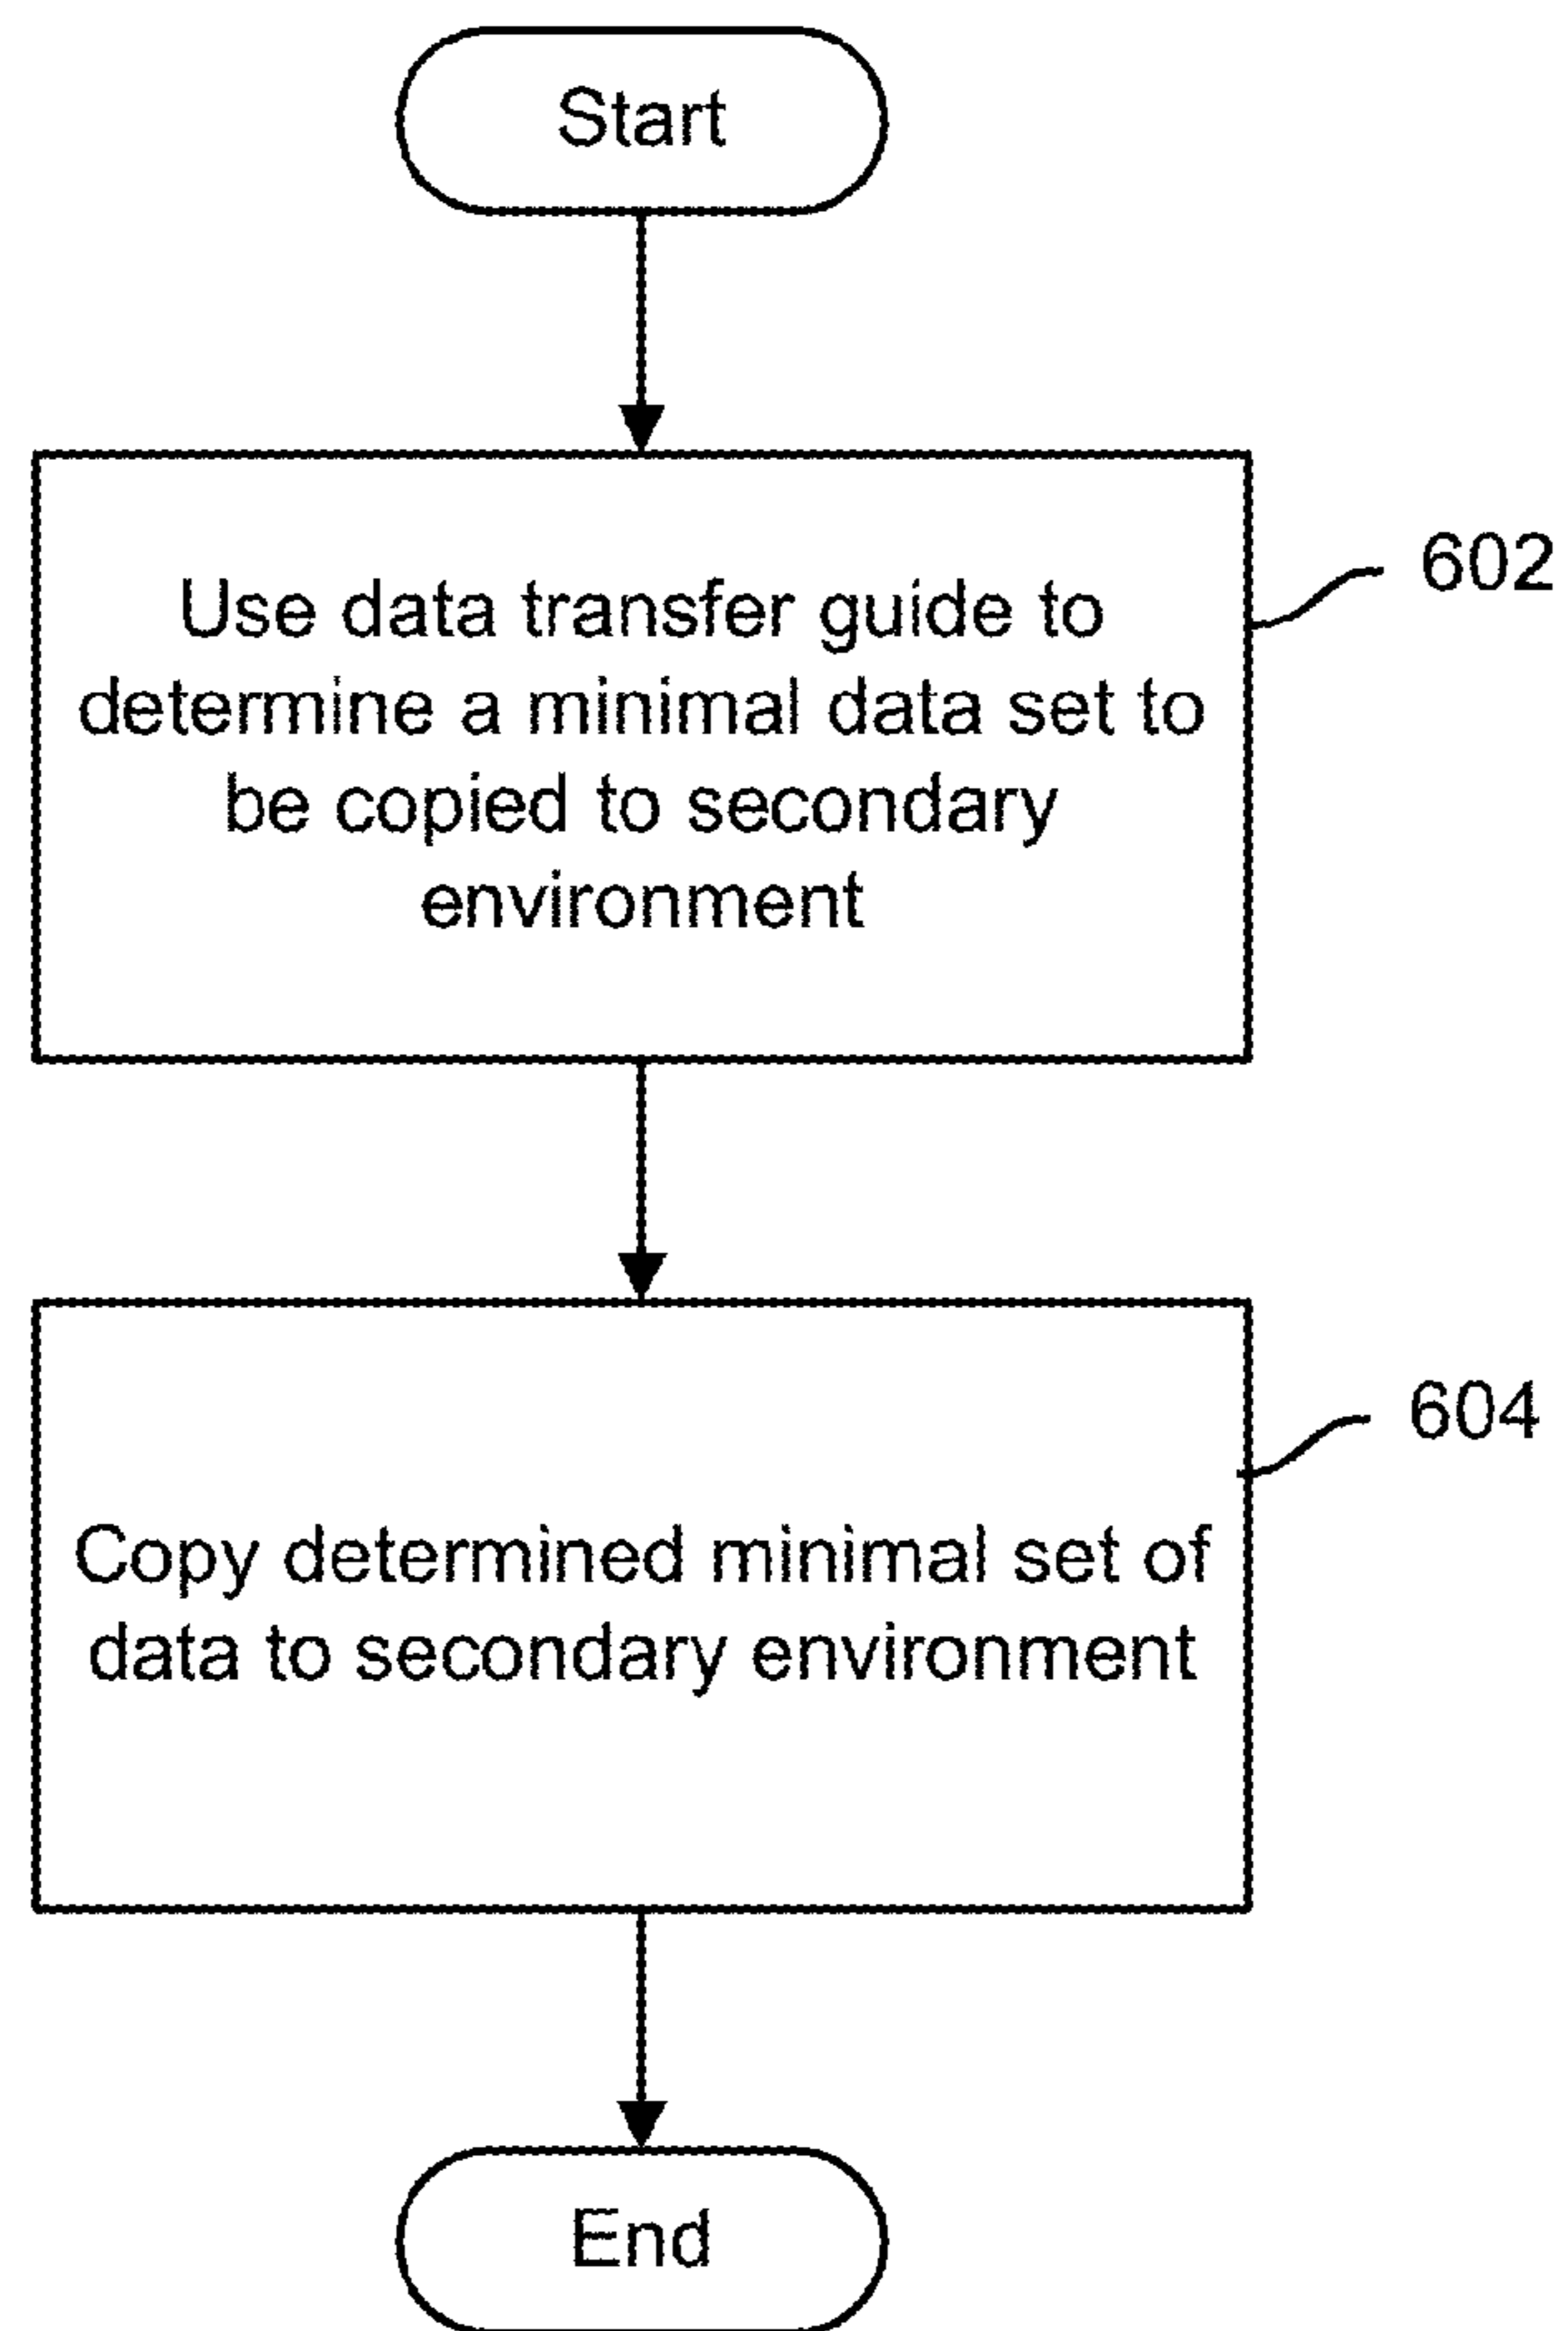 Start
Use data transfer guide to
determine a minimal data set to
be copied to secondary
environment
602
Copy determined minimal set of
data to secondary environment
604
End